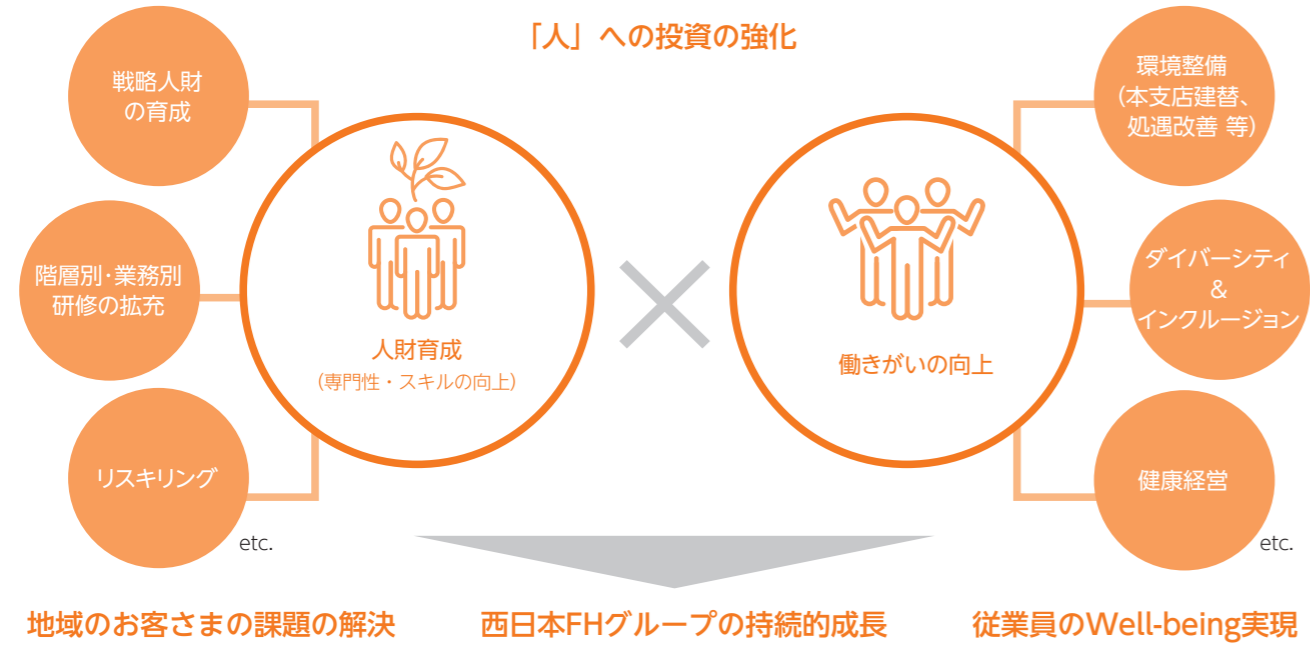 「人」への投資の強化
戦略人財
の育成
階層別・業務別
研修の拡充
リスキリング
etc.
人財育成
(専門性・スキルの向上)
働きがいの向上
環境整備
(本支店建替、
処遇改善 等)
ダイバーシティ
&
インクルージョン
健康経営
etc.
地域のお客さまの課題の解決
西日本FHグループの持続的成長
従業員のWell-being実現